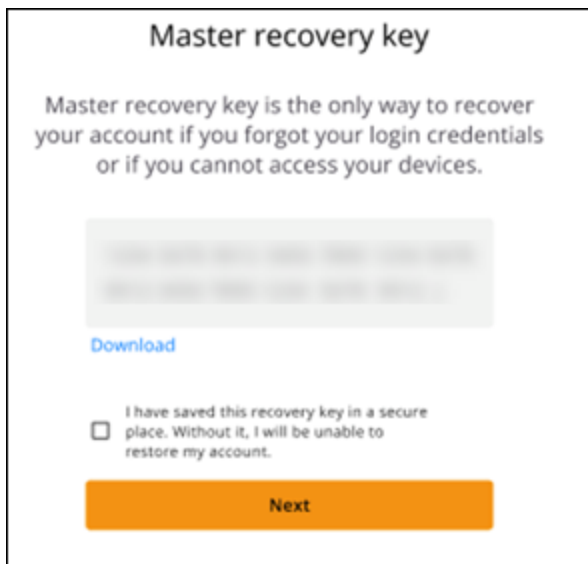 Master recovery key
Master recovery key is the only way to recover
your account if you forgot your login credentials
or if you cannot access your devices.
Download
I have saved this recovery key in a secure
place. Without it, I will be unable to
restore my account.
Next